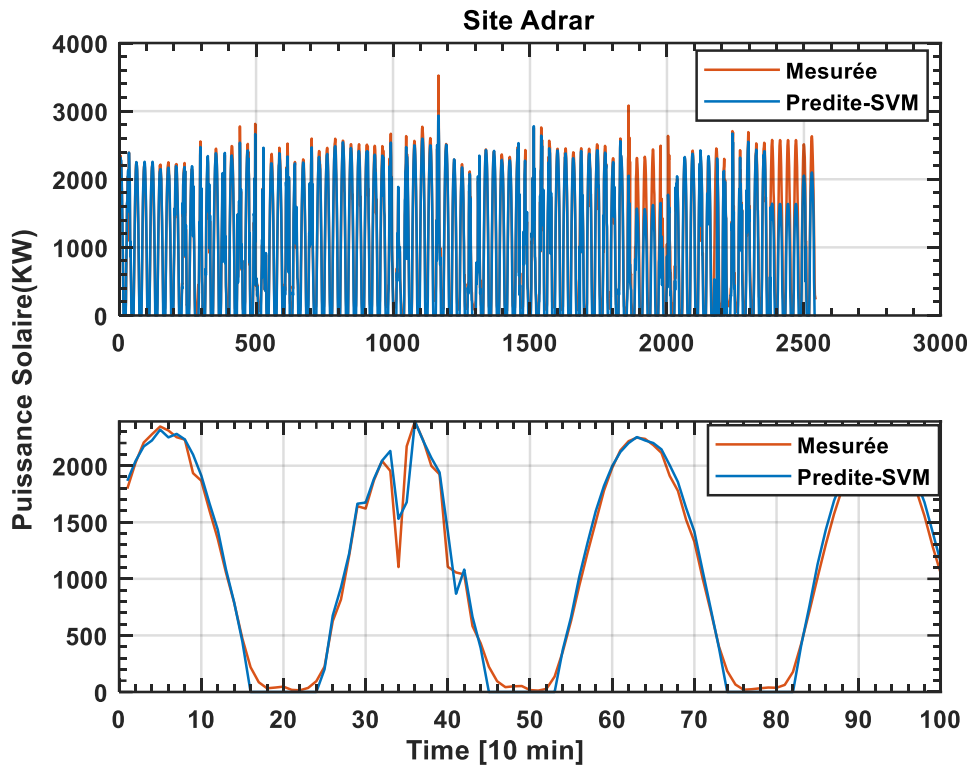 Site Adrar
4000
3000
2000
1000
0
Mesurée
Predite-SVM
0 500 1000 1500 2000 2500 3000
Puissance Solaire(KW)
2000
1500
1000
500
0
Mesurée
Predite-SVM
0 10 20 30 40 50 60 70 80 90 100
Time [10 min]